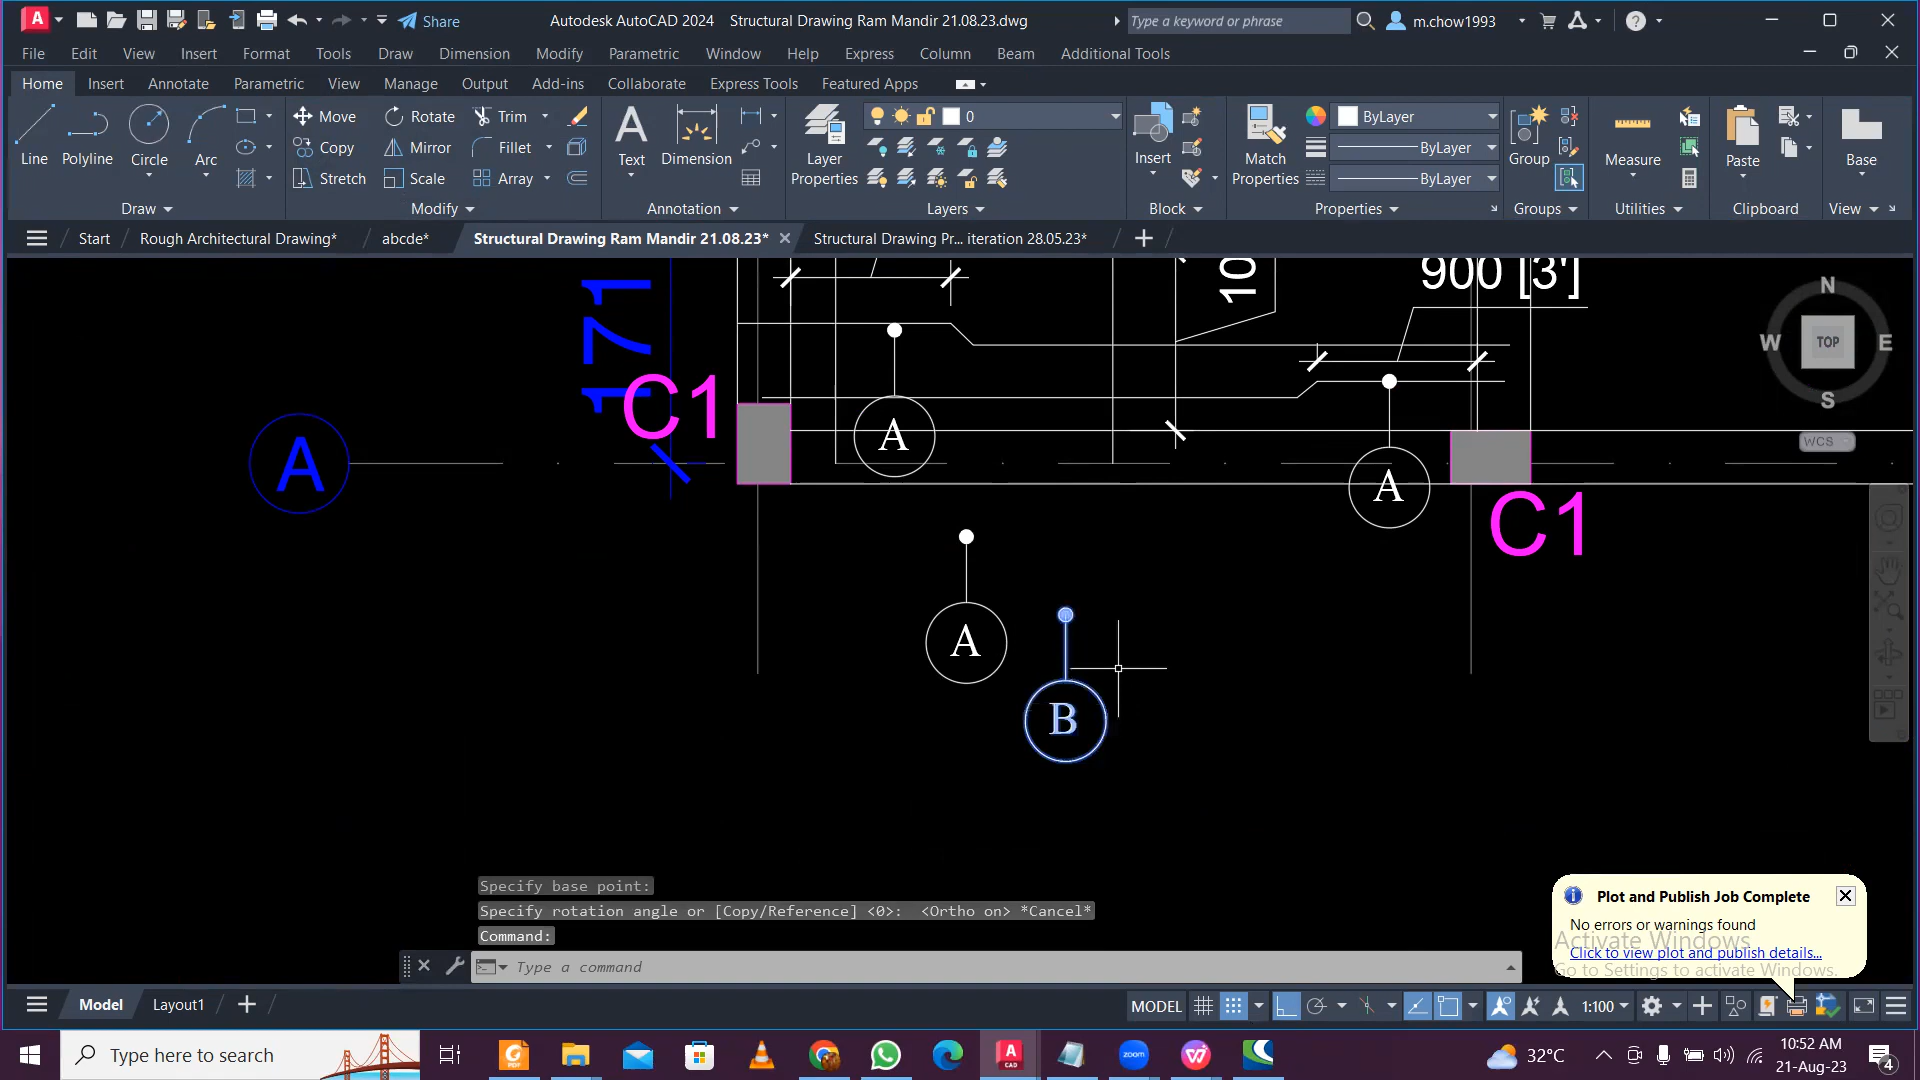 Share
Autodesk AutoCAD 2024 Structural Drawing Ram Mandir 21.08.23.dwg
Type a keyword or phrase
m.chow1993
File Edit View Insert Format Tools Draw Dimension Modify Parametric Window Help Express Column Beam Additional Tools
Home Insert Annotate Parametric View Manage Output Add-ins Collaborate Express Tools Featured Apps
Line Polyline Circle Arc
Move Rotate Trim
Copy Mirror Fillet
Stretch Scale Array
Text Dimension
Layer Properties
0
Insert
Match Properties
ByLayer
ByLayer
ByLayer
Group
Measure
Paste
Base
Draw Modify Annotation Layers Block Properties Groups Utilities Clipboard View
Start Rough Architectural Drawing* abcde* Structural Drawing Ram Mandir 21.08.23* Structural Drawing Pr... iteration 28.05.23*
171
10
900 [3']
N
W TOP E
S
WCS
C1
A
A
A
C1
A
B
Specify base point:
Specify rotation angle or [Copy/Reference] <0>: <Ortho on> *Cancel*
Command:
Type a command
Plot and Publish Job Complete
No errors or warnings found
Click to view plot and publish details...
Activate Windows
Go to Settings to activate Windows.
Model Layout1
MODEL
1:100
Type here to search
PDF
A CAD
zoom
32°C
10:52 AM
21-Aug-23
4